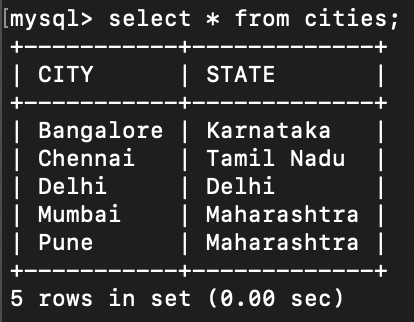 [mysql> select * from cities;
+-----------+-------------+
| CITY      | STATE       |
+-----------+-------------+
| Bangalore | Karnataka   |
| Chennai   | Tamil Nadu  |
| Delhi     | Delhi       |
| Mumbai    | Maharashtra |
| Pune      | Maharashtra |
+-----------+-------------+
5 rows in set (0.00 sec)